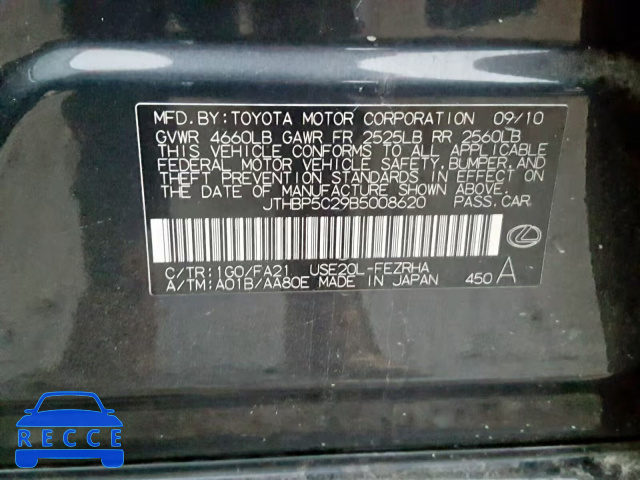 MFD. BY: TOYOTA MOTOR CORPORATION 09/10
GVWR 4660LB GAWR FR 2525LB RR 2560LB
THIS VEHICLE CONFORMS TO ALL APPLICABLE
FEDERAL MOTOR VEHICLE SAFETY, BUMPER, AND
THEFT PREVENTION STANDARDS IN EFFECT ON
THE DATE OF MANUFACTURE SHOWN ABOVE.
JTHBP5C29B5008620 PASS. CAR
C/TR: 1G0/FA21 USE20L-FEZRHA
A/TM: A01B/AA80E MADE IN JAPAN 450 A
RECCE